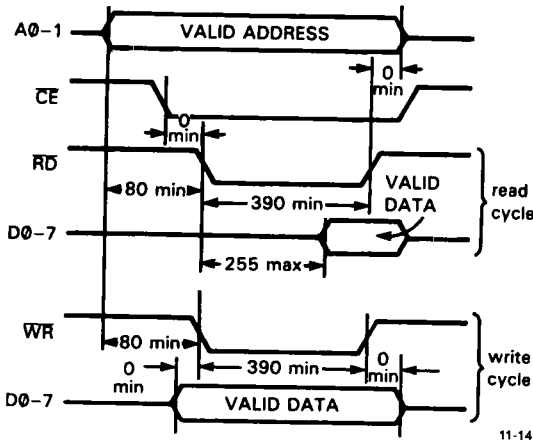 A0-1
VALID ADDRESS
0
min
CE
0
min
RD
80 min
390 min
VALID
DATA
read
cycle
D0-7
255 max
WR
80 min
390 min
0
min
0
min
write
cycle
D0-7
VALID DATA
11-14